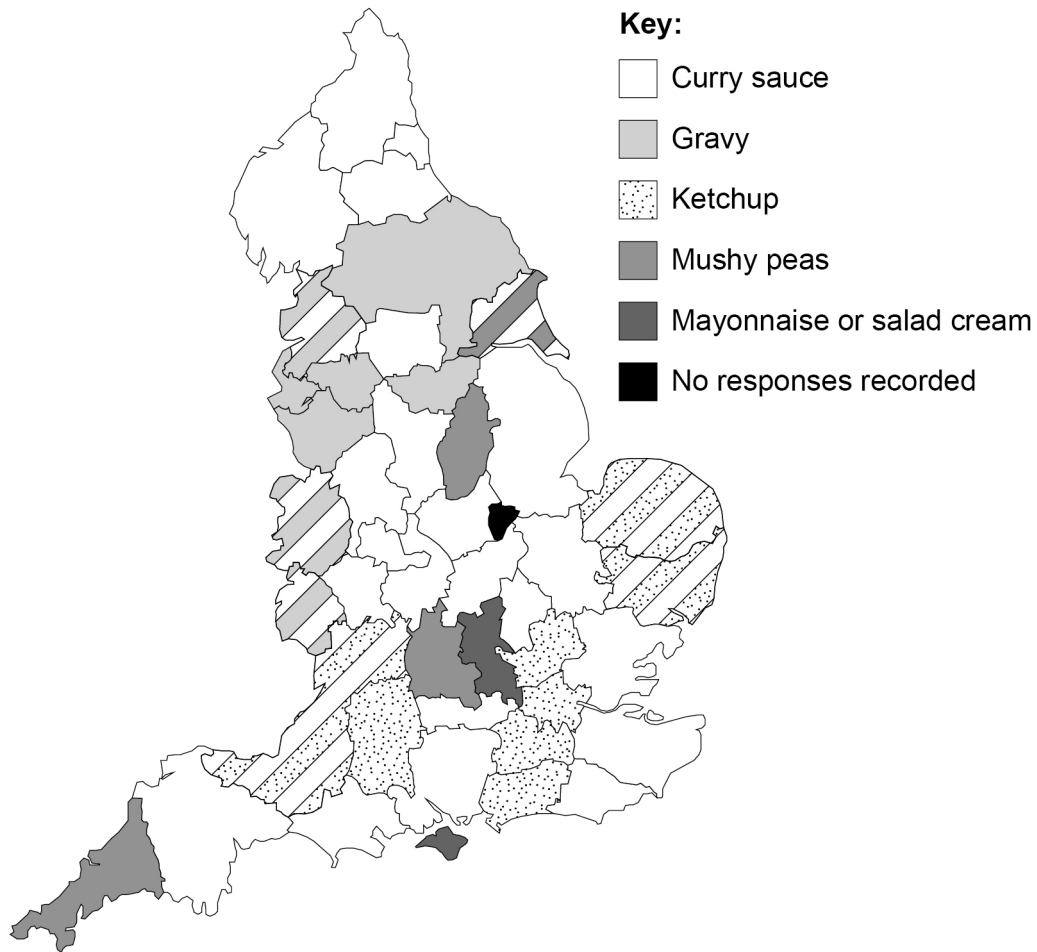 Key:
Curry sauce
Gravy
Ketchup
Mushy peas
Mayonnaise or salad cream
No responses recorded